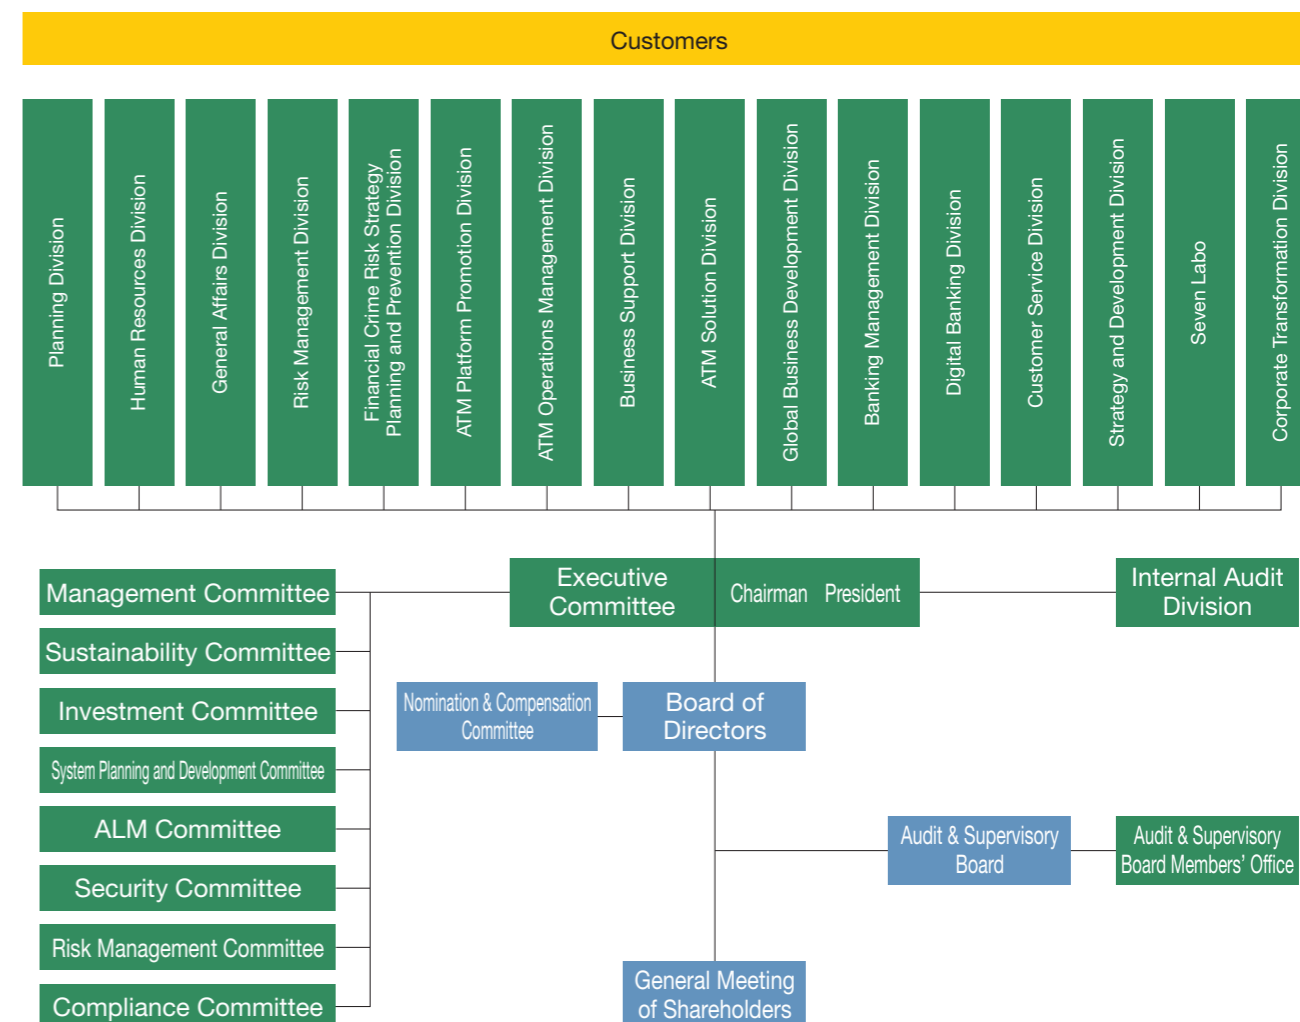 Customers
Planning Division
Human Resources Division
General Affairs Division
Risk Management Division
Financial Crime Risk Strategy
Planning and Prevention Division
ATM Platform Promotion Division
ATM Operations Management Division
Business Support Division
ATM Solution Division
Global Business Development Division
Banking Management Division
Digital Banking Division
Customer Service Division
Strategy and Development Division
Seven Labo
Corporate Transformation Division
Management Committee
Sustainability Committee
Investment Committee
System Planning and Development Committee
ALM Committee
Security Committee
Risk Management Committee
Compliance Committee
Executive
Committee
Chairman President
Internal Audit
Division
Nomination & Compensation
Committee
Board of
Directors
Audit & Supervisory
Board
Audit & Supervisory
Board Members’ Office
General Meeting
of Shareholders